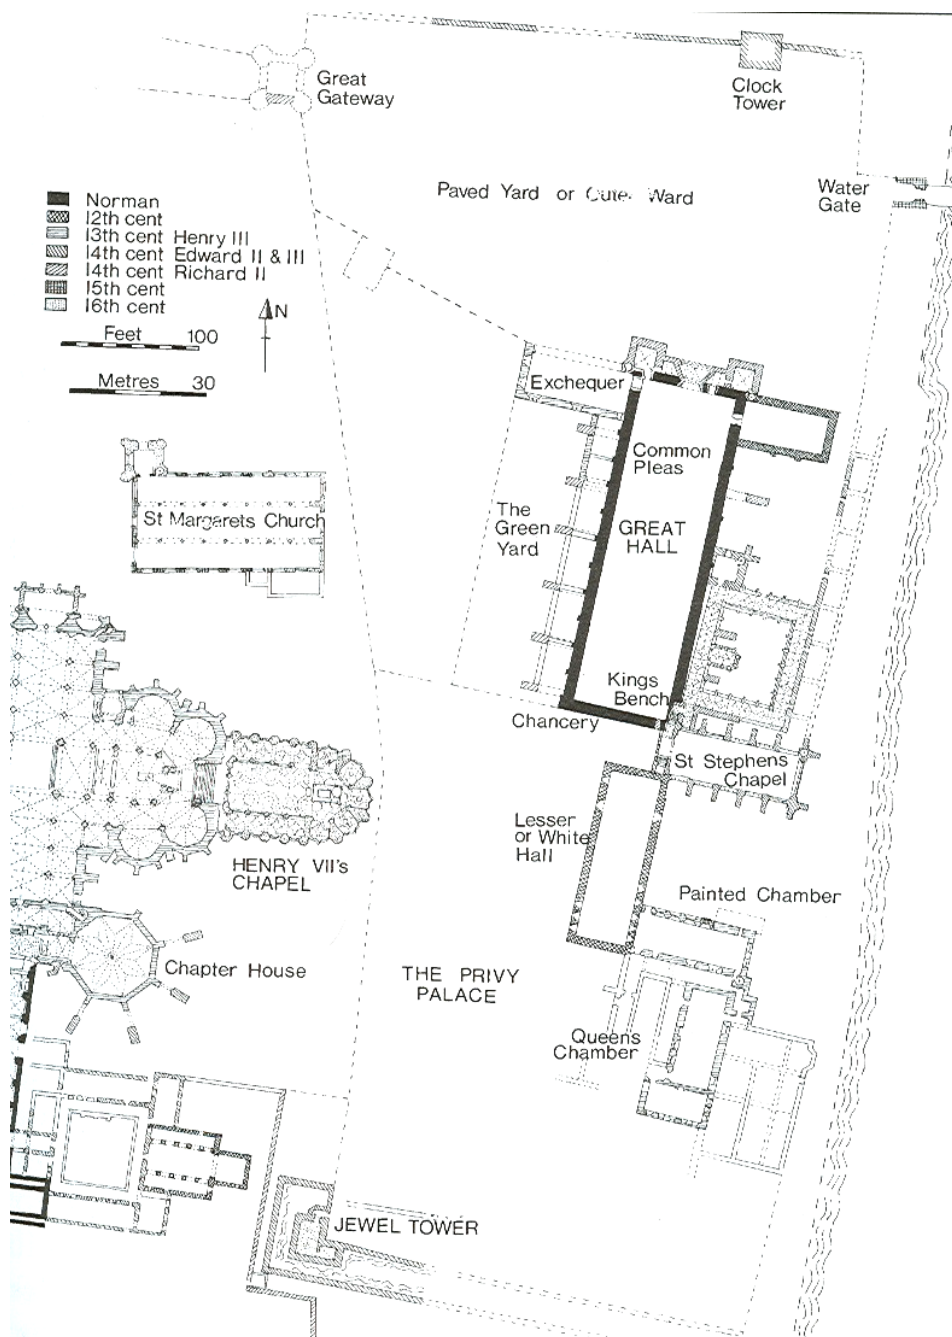 Great
Gateway
Clock
Tower
Paved Yard or Outer Ward
Water
Gate
Norman
12th cent
13th cent Henry III
14th cent Edward II & III
14th cent Richard II
15th cent
16th cent
N
Feet 100
Metres 30
Exchequer
Common
Pleas
St Margarets Church
The
Green
Yard
GREAT
HALL
Kings
Bench
Chancery
St Stephens
Chapel
Lesser
or White
Hall
HENRY VII's
CHAPEL
Painted Chamber
Chapter House
THE PRIVY
PALACE
Queen's
Chamber
JEWEL TOWER